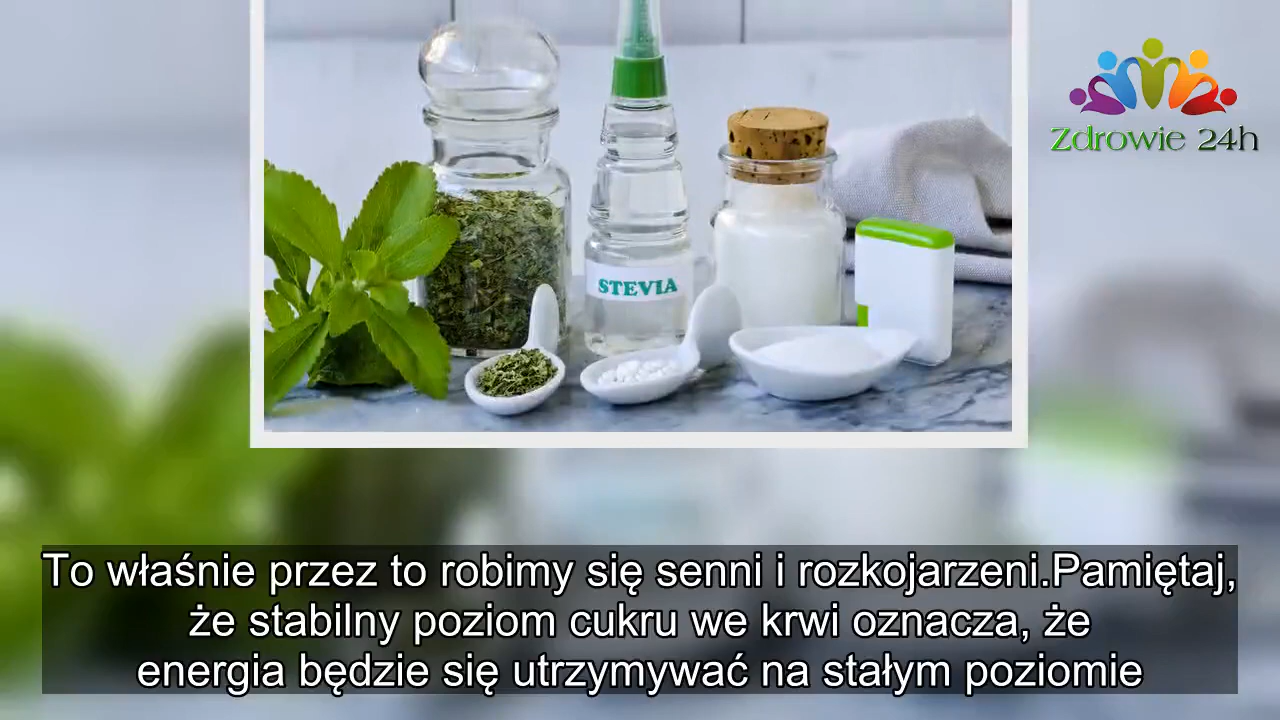 Zdrowie 24h
STEVIA
To właśnie przez to robimy się senni i rozkojarzeni.Pamiętaj,
że stabilny poziom cukru we krwi oznacza, że
energia będzie się utrzymywać na stałym poziomie